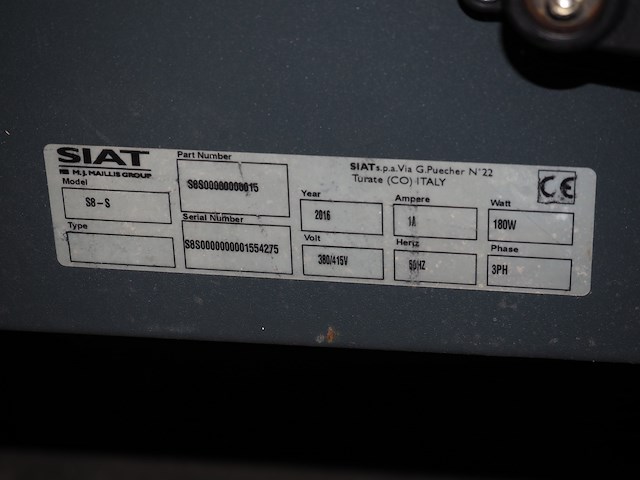 SIAT
M.J. MAILLIS GROUP
Model
S8-S
Type
Part Number
Serial Number
S8S0000000001554275
SIAT s.p.a. Via G.Puecher N°22
Turate (CO) ITALY
CE
Year
2016
Volt
380/415V
Ampere
1A
Hertz
50HZ
Watt
180W
Phase
3PH